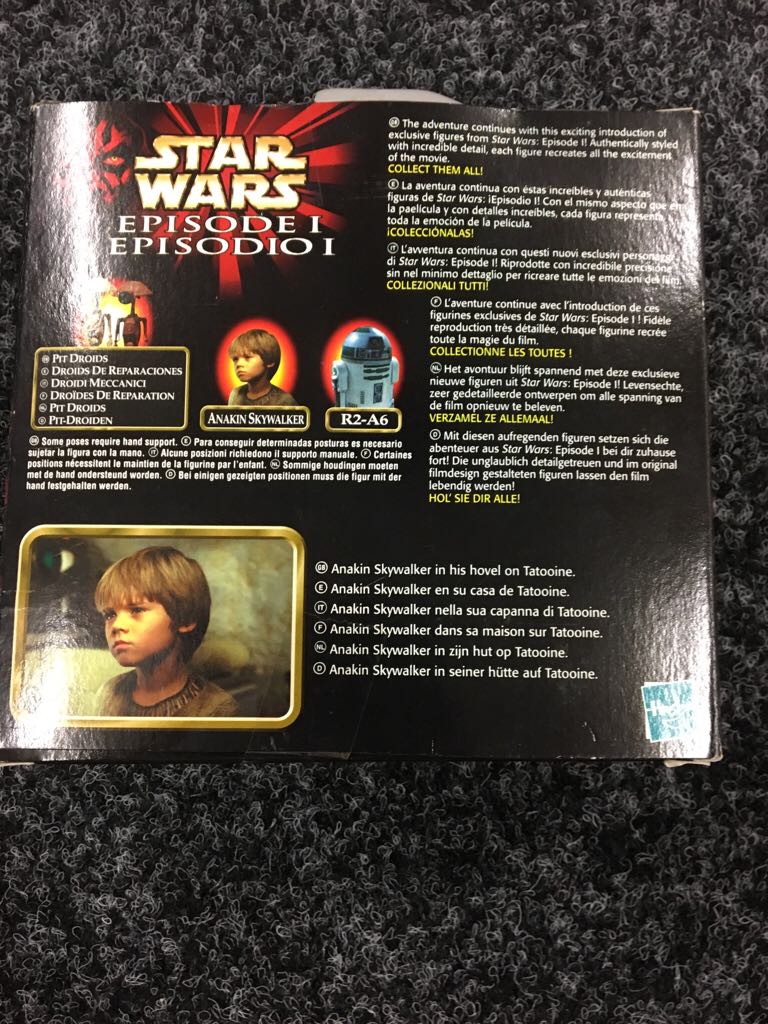 STAR
WARS
EPISODE I
EPISODIO I
GB The adventure continues with this exciting introduction of
exclusive figures from Star Wars: Episode I! Authentically styled
with incredible detail, each figure recreates all the excitement
of the movie.
COLLECT THEM ALL!
E La aventura continua con éstas increíbles y auténticas
figuras de Star Wars: ¡Episodio I! Con el mismo aspecto que en
la paelícula y con detalles increíbles, cada figura representa
toda la emoción de la película.
¡COLECCIÓNALAS!
IT L'avventura continua con questi nuovi esclusivi personaggi
di Star Wars: Episode I! Riprodotte con incredibile precisione
sin nel minimo dettaglio per ricreare tutte le emozioni del film.
COLLEZIONALI TUTTI!
F L'aventure continue avec l'introduction de ces
figurines exclusives de Star Wars: Episode I ! Fidèle
reproduction très détaillée, chaque figurine recrée
toute la magie du film.
COLLECTIONNE LES TOUTES !
NL Het avontuur blijft spannend met deze exclusieve
nieuwe figuren uit Star Wars: Episode I! Levensechte,
zeer gedetailleerde ontwerpen om alle spanning van
de film opnieuw te beleven.
VERZAMEL ZE ALLEMAAL!
D Mit diesen aufregenden figuren setzen sich die
abenteuer aus Star Wars: Episode I bei dir zuhause
fort! Die unglaublich detailgetreuen und im original
filmdesign gestalteten figuren lassen den film
lebendig werden!
HOL' SIE DIR ALLE!
GB PIT DROIDS
E DROIDS DE REPARACIONES
IT DROIDI MECCANICI
F DROÏDES DE REPARATION
NL PIT DROIDS
D PIT-DROIDEN
ANAKIN SKYWALKER
R2-A6
GB Some poses require hand support. E Para conseguir determinadas posturas es necesario
sujetar la figura con la mano. IT Alcune posizioni richiedono il supporto manuale. F Certaines
positions nécessitent le maintien de la figurine par l'enfant. NL Sommige houdingen moeten
met de hand ondersteund worden. D Bei einigen gezeigten positionen muss die figur mit der
hand festgehalten werden.
GB Anakin Skywalker in his hovel on Tatooine.
E Anakin Skywalker en su casa de Tatooine.
IT Anakin Skywalker nella sua capanna di Tatooine.
F Anakin Skywalker dans sa maison sur Tatooine.
NL Anakin Skywalker in zijn hut op Tatooine.
D Anakin Skywalker in seiner hütte auf Tatooine.